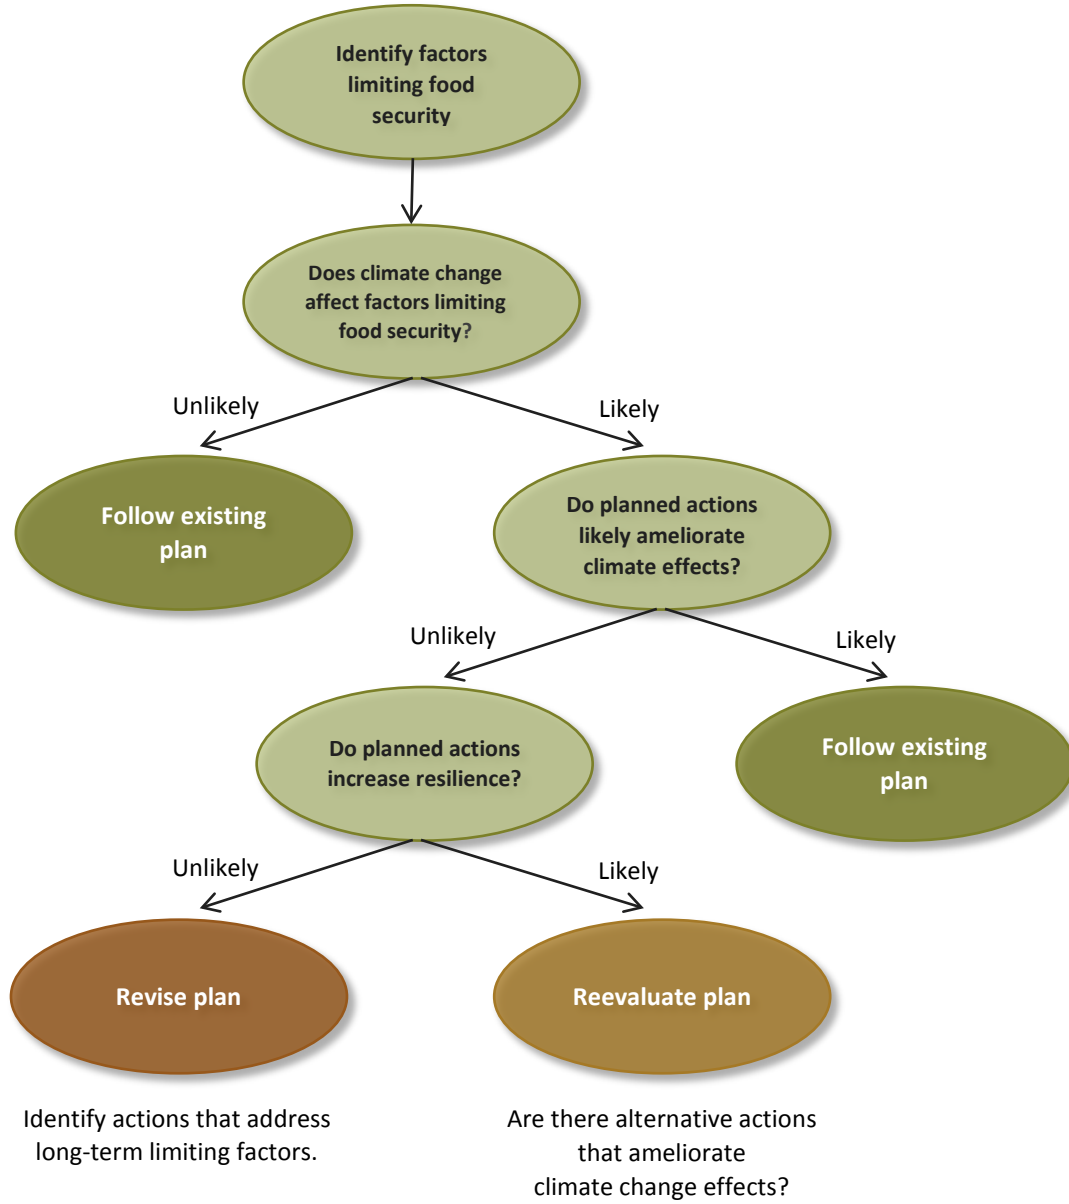 Identify factors
limiting food
security
Does climate change
affect factors limiting
food security?
Unlikely
Likely
Follow existing
plan
Do planned actions
likely ameliorate
climate effects?
Unlikely
Likely
Do planned actions
increase resilience?
Follow existing
plan
Unlikely
Likely
Revise plan
Reevaluate plan
Identify actions that address
long-term limiting factors.
Are there alternative actions
that ameliorate
climate change effects?